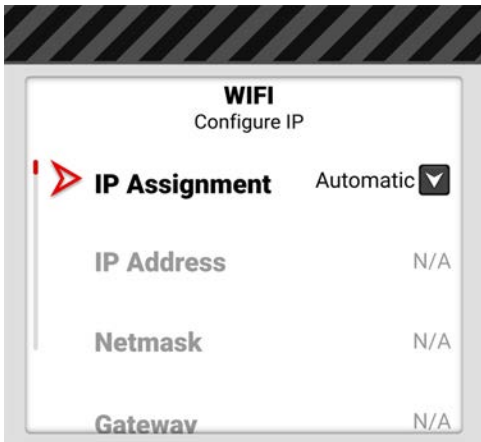 WIFI
Configure IP
IP Assignment Automatic
IP Address N/A
Netmask N/A
Gateway N/A